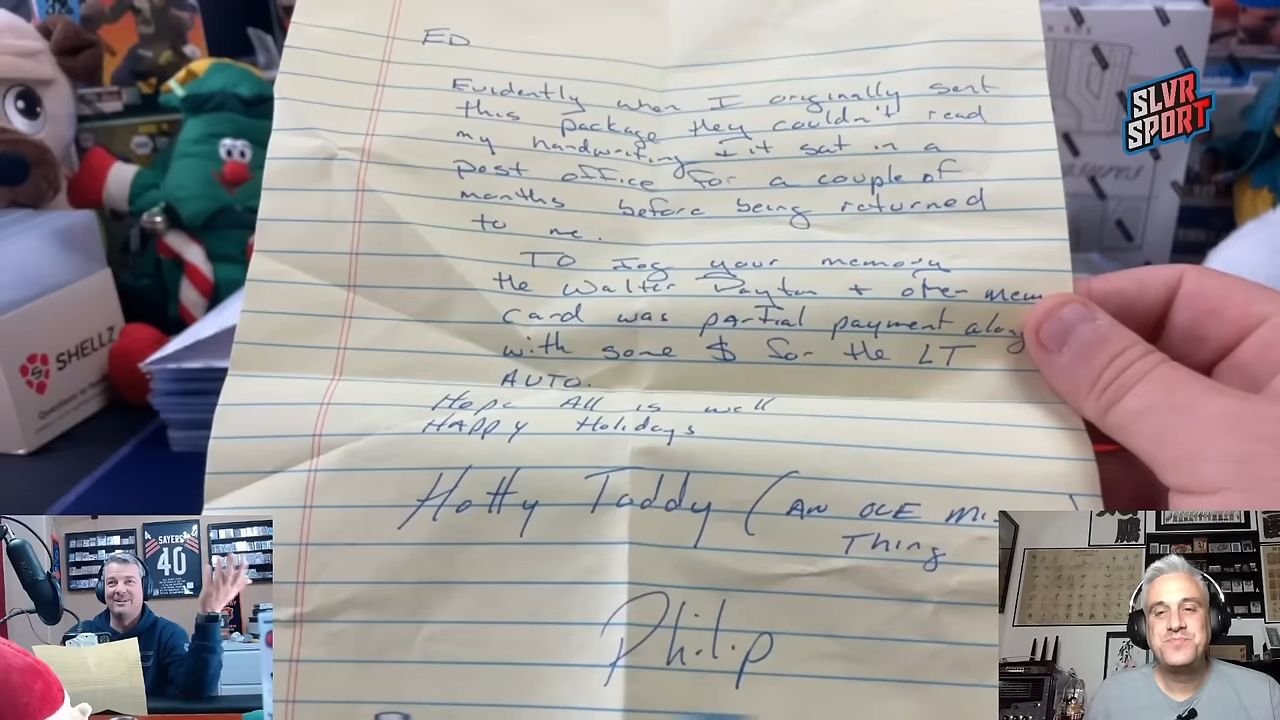 ED
Evidently when I originally sent
this package they couldn't read
my handwriting & it sat in a
post office for a couple of
months before being returned
to me.
TO Jog your memory
the Walter Payton + other mem
card was partial payment along
with some $ for the LT
AUTO.
Hope All is well
HAPPY Holidays
Hotty Toddy (AN OLE Mi
Thing
Philip
SLVR
SPORT
SHELLZ
SAYERS
40